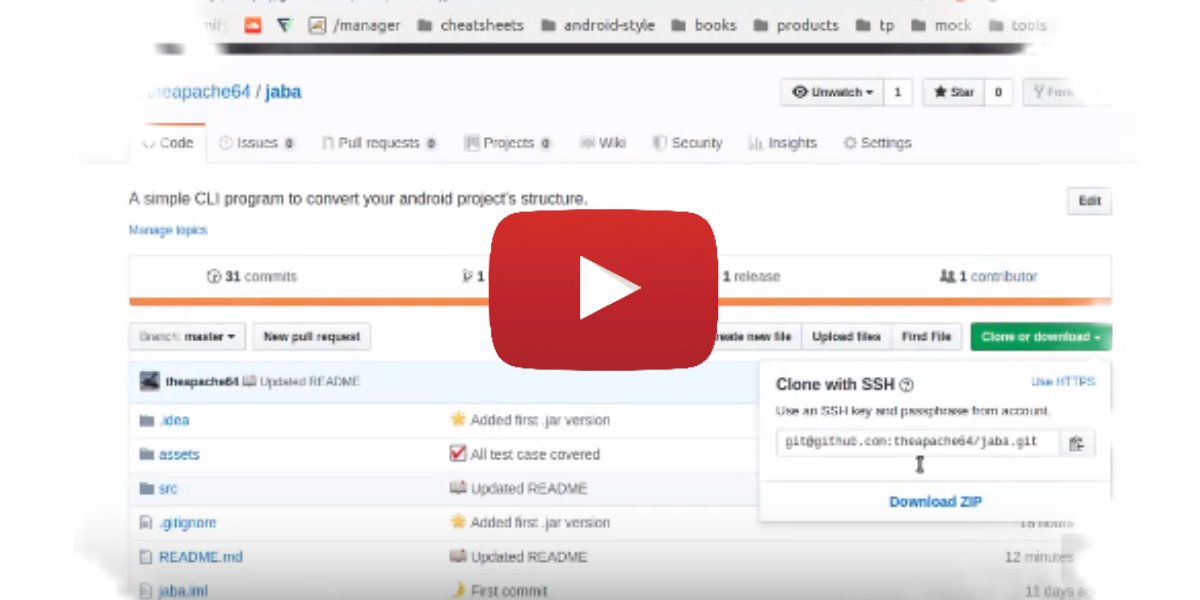 /manager cheatsheets android-style books products tp mock tools
theapache64 / jaba
Unwatch 1 Star 0 Fork
Code Issues 0 Pull requests 0 Projects 0 Wiki Security Insights Settings
A simple CLI program to convert your android project's structure.
Edit
Manage topics
31 commits 1 1 release 1 contributor
Branch: master New pull request Create new file Upload files Find File Clone or download
theapache64 Updated README
Clone with SSH Use HTTPS
Use an SSH key and passphrase from account.
.idea Added first .jar version
git@github.com:theapache64/jaba.git
assets All test case covered
src Updated README
Download ZIP
.gitignore Added first .jar version 18 hours
README.md Updated README 12 minutes
jaba.iml First commit 11 days